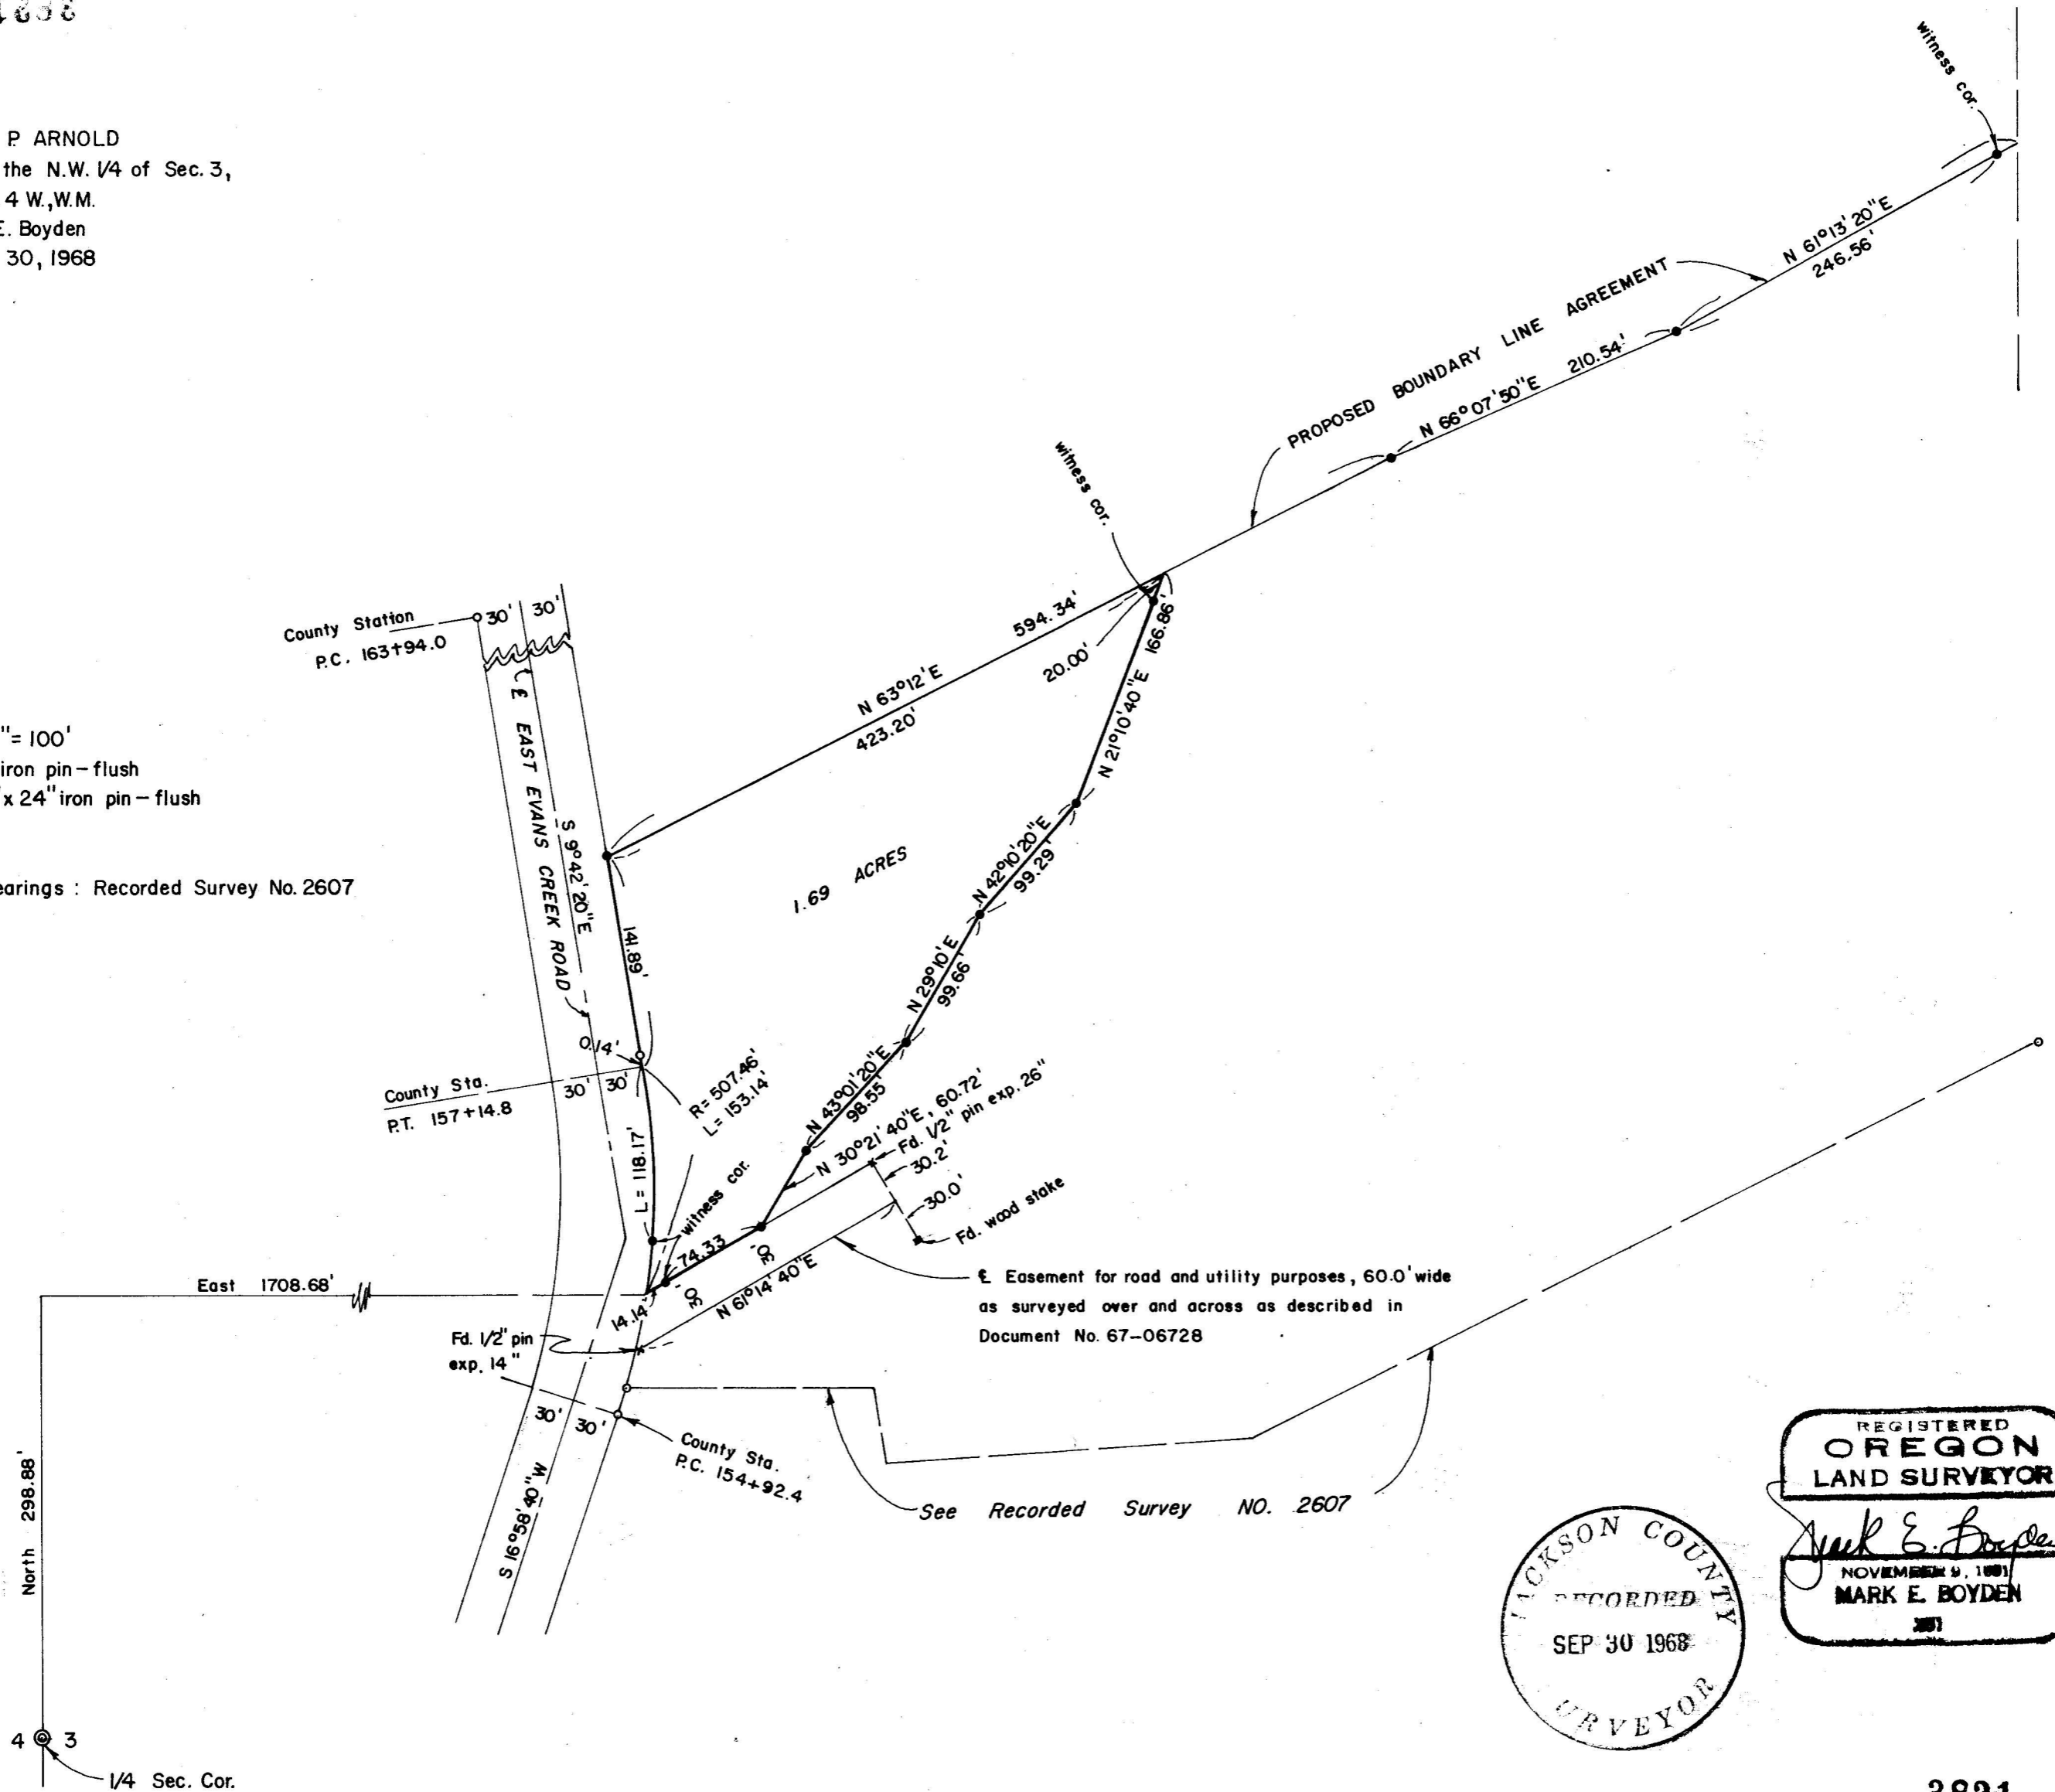 P. ARNOLD
the N.W. 1/4 of Sec. 3,
4 W., W.M.
E. Boyden
30, 1968
witness cor.
N 61°13'20"E
246.56'
PROPOSED BOUNDARY LINE AGREEMENT
N 66°07'50"E 210.54'
witness cor.
594.34'
20.00'
N 63°12'E
423.20'
N 21°10'40"E 166.86'
County Station
P.C. 163+94.0
30' 30'
"= 100'
iron pin-flush
"x 24" iron pin-flush
earings : Recorded Survey No. 2607
℄ EAST EVANS CREEK ROAD
S 9°42'20"E
141.89'
1.69 ACRES
N 42°10'20"E
99.29'
N 29°10'E
99.66'
N 43°01'20"E
98.55'
0.14'
County Sta.
P.T. 157+14.8
30' 30'
R= 507.46'
L= 153.14'
L= 118.17'
witness cor.
N 30°21'40"E, 60.72'
Fd. 1/2" pin exp. 26"
30.2'
30.0'
Fd. wood stake
74.33
30'
30'
N 61°14'40"E
14.14'
℄ Easement for road and utility purposes, 60.0' wide
as surveyed over and across as described in
Document No. 67-06728
East 1708.68'
Fd. 1/2" pin
exp. 14"
30' 30'
County Sta.
P.C. 154+92.4
S 16°58'40"W
See Recorded Survey NO. 2607
North 298.88'
4 3
1/4 Sec. Cor.
JACKSON COUNTY
RECORDED
SEP 30 1968
URVEYOR
REGISTERED
OREGON
LAND SURVEYOR
Mark E. Boyden
NOVEMBER 9,
MARK E. BOYDEN